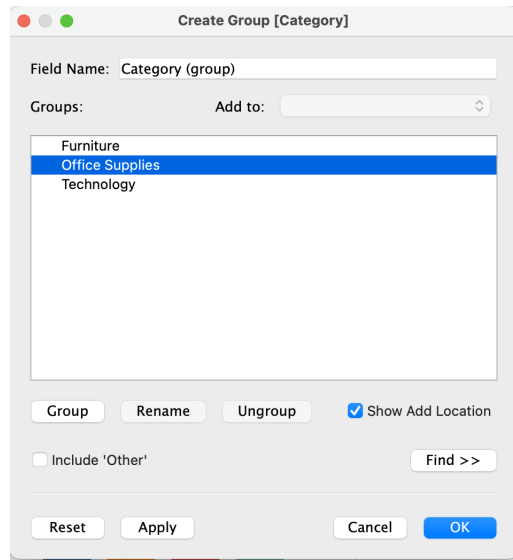 Create Group [Category]
Field Name: Category (group)
Groups: Add to:
Furniture
Office Supplies
Technology
Group Rename Ungroup Show Add Location
Include 'Other' Find >>
Reset Apply Cancel OK